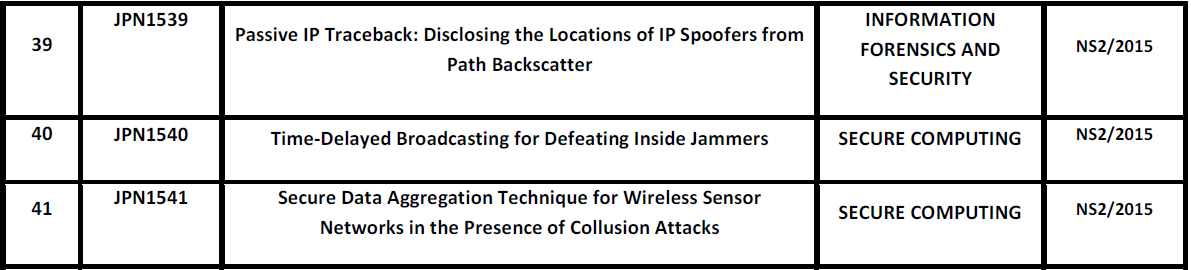 39
JPN1539
Passive IP Traceback: Disclosing the Locations of IP Spoofers from
Path Backscatter
INFORMATION
FORENSICS AND
SECURITY
NS2/2015
40
JPN1540
Time-Delayed Broadcasting for Defeating Inside Jammers
SECURE COMPUTING
NS2/2015
41
JPN1541
Secure Data Aggregation Technique for Wireless Sensor
Networks in the Presence of Collusion Attacks
SECURE COMPUTING
NS2/2015